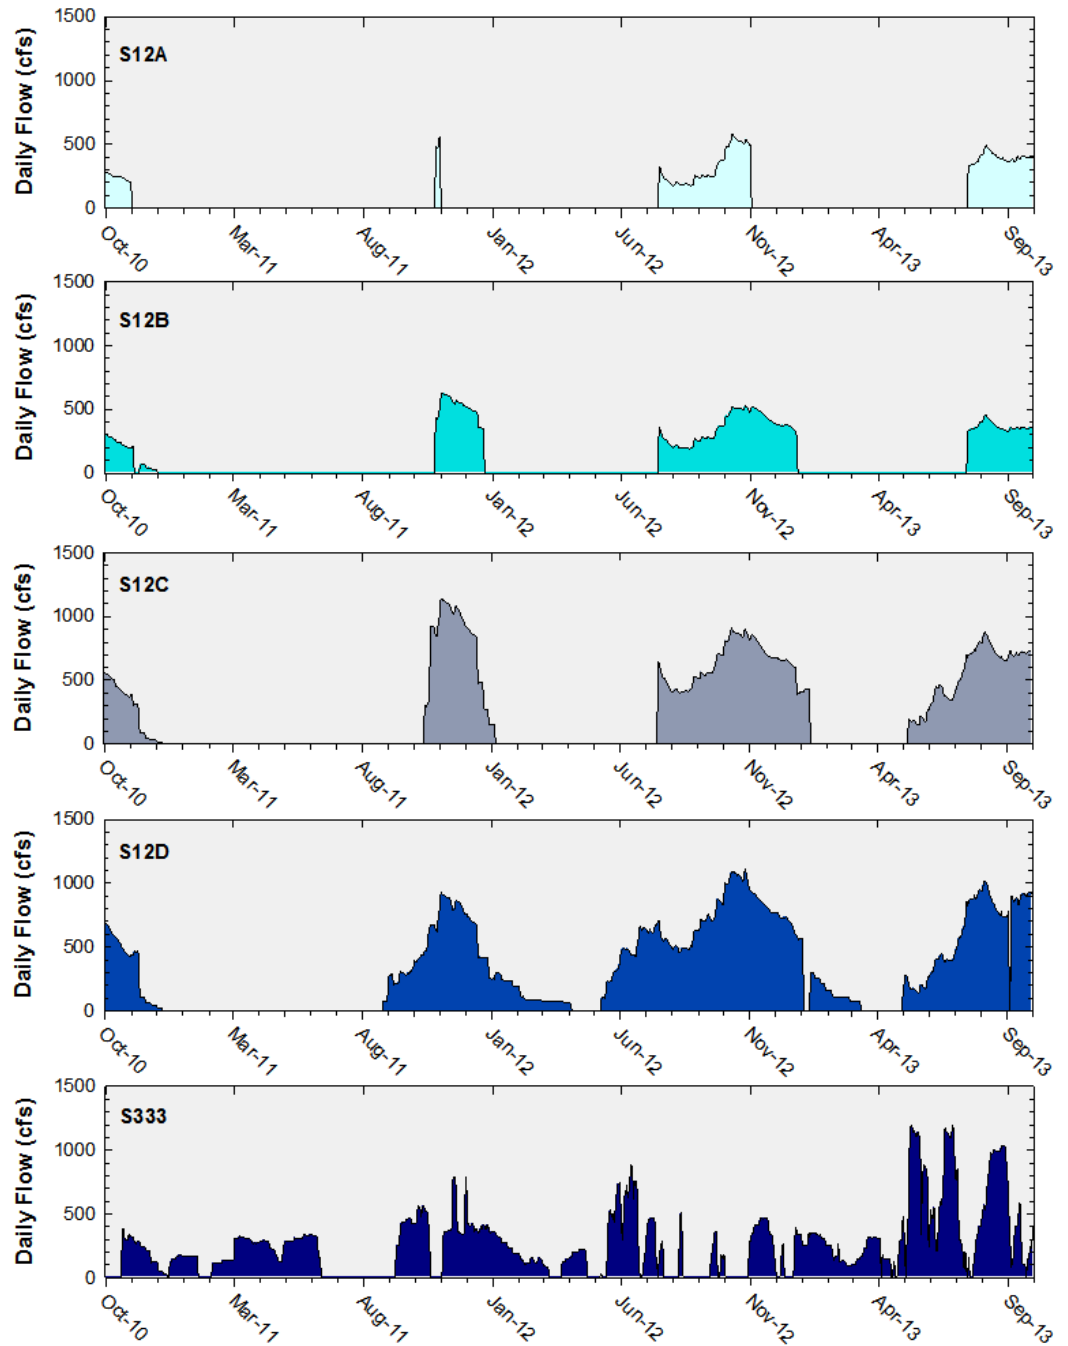 1500
S12A
1000
500
0
Daily Flow (cfs)
Oct-10
Mar-11
Aug-11
Jan-12
Jun-12
Nov-12
Apr-13
Sep-13
1500
S12B
1000
500
0
Daily Flow (cfs)
Oct-10
Mar-11
Aug-11
Jan-12
Jun-12
Nov-12
Apr-13
Sep-13
1500
S12C
1000
500
0
Daily Flow (cfs)
Oct-10
Mar-11
Aug-11
Jan-12
Jun-12
Nov-12
Apr-13
Sep-13
1500
S12D
1000
500
0
Daily Flow (cfs)
Oct-10
Mar-11
Aug-11
Jan-12
Jun-12
Nov-12
Apr-13
Sep-13
1500
S333
1000
500
0
Daily Flow (cfs)
Oct-10
Mar-11
Aug-11
Jan-12
Jun-12
Nov-12
Apr-13
Sep-13